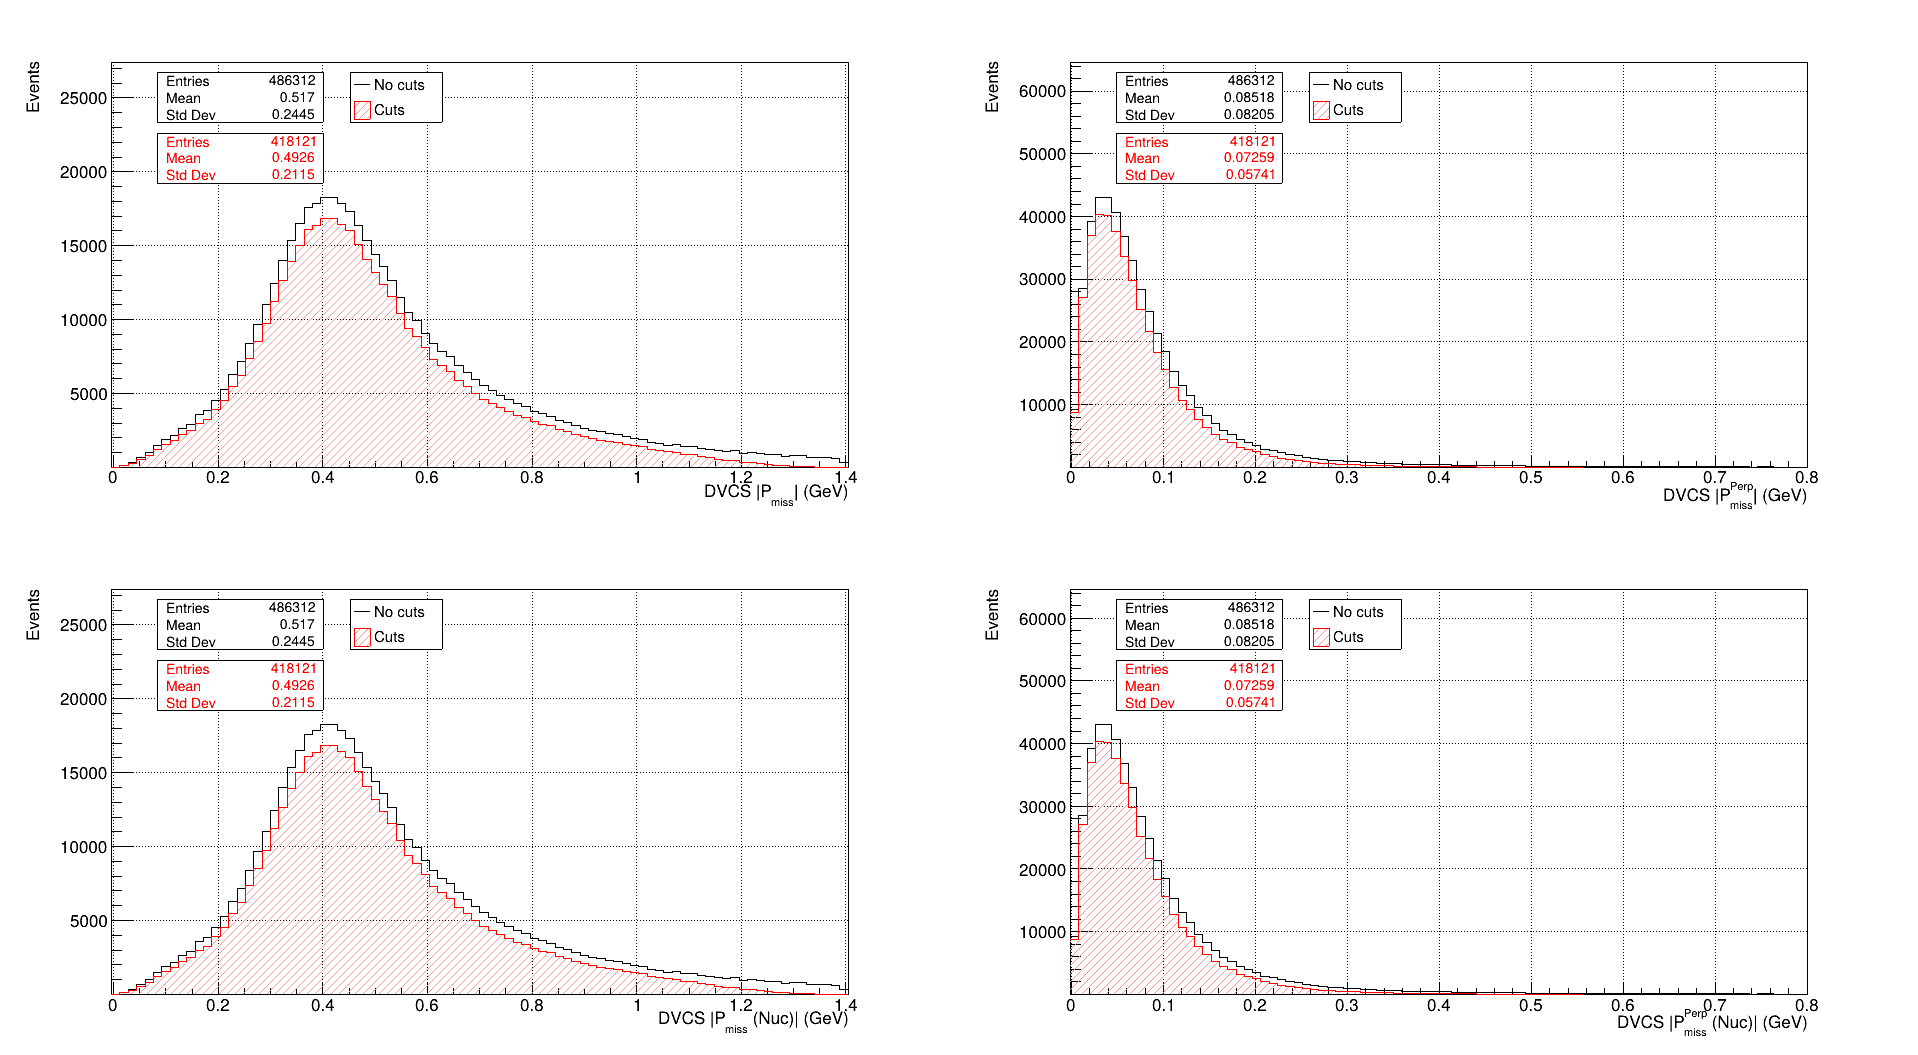 Events
25000
20000
15000
10000
5000
Entries 486312
Mean 0.517
Std Dev 0.2445
Entries 418121
Mean 0.4926
Std Dev 0.2115
No cuts
Cuts
0 0.2 0.4 0.6 0.8 1 1.2 1.4
DVCS |P_miss| (GeV)
Events
60000
50000
40000
30000
20000
10000
Entries 486312
Mean 0.08518
Std Dev 0.08205
Entries 418121
Mean 0.07259
Std Dev 0.05741
No cuts
Cuts
0 0.1 0.2 0.3 0.4 0.5 0.6 0.7 0.8
DVCS |P^Perp_miss| (GeV)
Events
25000
20000
15000
10000
5000
Entries 486312
Mean 0.517
Std Dev 0.2445
Entries 418121
Mean 0.4926
Std Dev 0.2115
No cuts
Cuts
0 0.2 0.4 0.6 0.8 1 1.2 1.4
DVCS |P_miss (Nuc)| (GeV)
Events
60000
50000
40000
30000
20000
10000
Entries 486312
Mean 0.08518
Std Dev 0.08205
Entries 418121
Mean 0.07259
Std Dev 0.05741
No cuts
Cuts
0 0.1 0.2 0.3 0.4 0.5 0.6 0.7 0.8
DVCS |P^Perp_miss (Nuc)| (GeV)